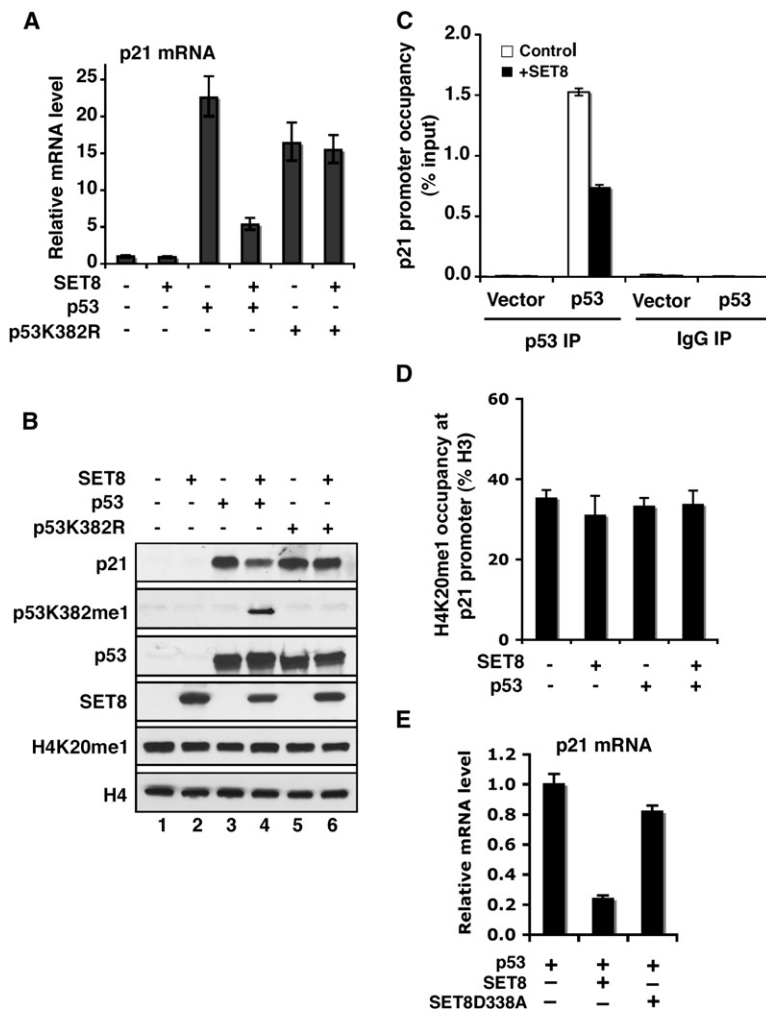 A
p21 mRNA
Relative mRNA level
25
20
15
10
5
0
SET8 - + - + - +
p53 - - + + - -
p53K382R - - - - + +
B
SET8 - + - + - +
p53 - - + + - -
p53K382R - - - - + +
p21
p53K382me1
p53
SET8
H4K20me1
H4
1 2 3 4 5 6
C
p21 promoter occupancy
(% input)
2.0
1.5
1.0
0.5
0.0
Control
+SET8
Vector p53 Vector p53
p53 IP IgG IP
D
H4K20me1 occupancy at
p21 promoter (% H3)
60
40
30
0
SET8 - + - +
p53 - - + +
E
p21 mRNA
Relative mRNA level
1.2
1.0
0.8
0.4
0.2
0.0
p53 + + +
SET8 – + –
SET8D338A – – +